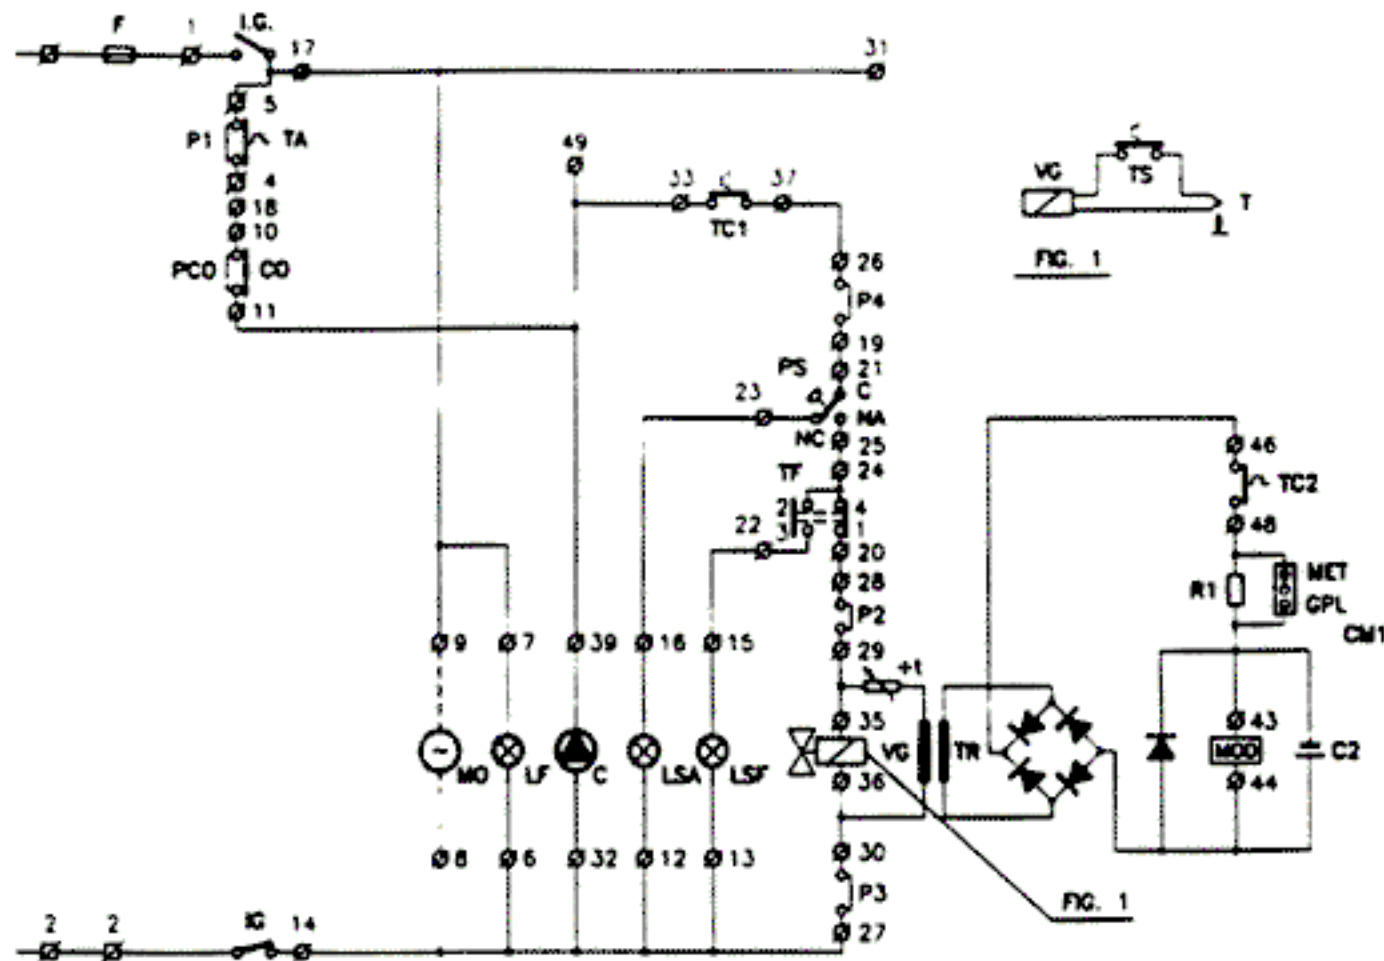 F 1 I.G. 17 31
5
P1 TA
4
18
10
PCO CO
11
49
33 37
TC1
VG TS T
FIG. 1
26
P4
19
21
PS C
23 NA
NC 25
24
TF
2 4
3 1
22 20
28
P2
29
46
TC2
48
R1 MET
GPL
CM1
9 7 39 16 15
+t
35
VG TR
36
43
MOD C2
44
~ MO LF C LSA LSF
8 6 32 12 13
30
P3
27
FIG. 1
2 2 IG 14